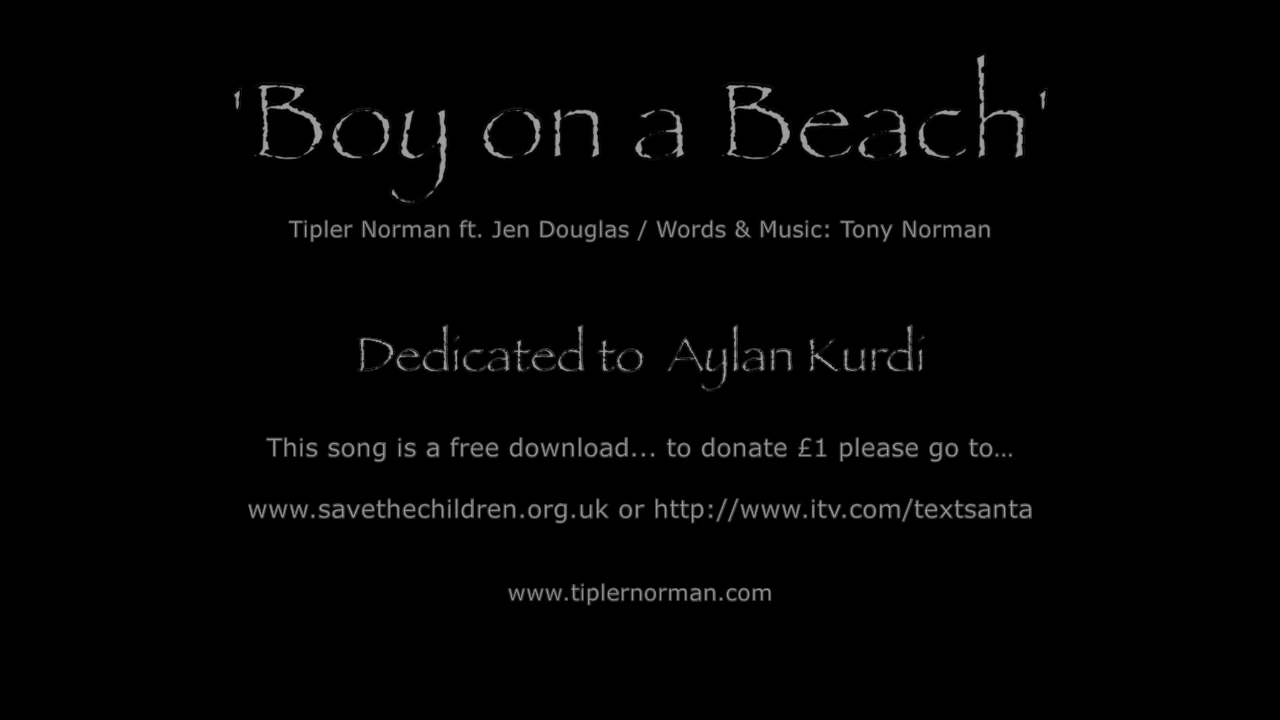 'Boy on a Beach'
Tipler Norman ft. Jen Douglas / Words & Music: Tony Norman
Dedicated to Aylan Kurdi
This song is a free download... to donate £1 please go to...
www.savethechildren.org.uk or http://www.itv.com/textsanta
www.tiplernorman.com